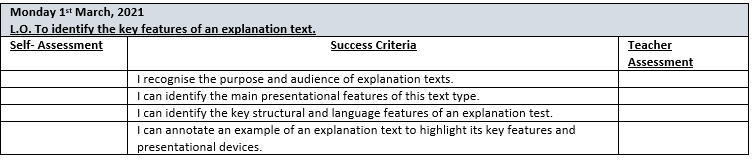 Monday 1st March, 2021
L.O. To identify the key features of an explanation text.
Self- Assessment
Success Criteria
Teacher
Assessment
I recognise the purpose and audience of explanation texts.
I can identify the main presentational features of this text type.
I can identify the key structural and language features of an explanation test.
I can annotate an example of an explanation text to highlight its key features and
presentational devices.